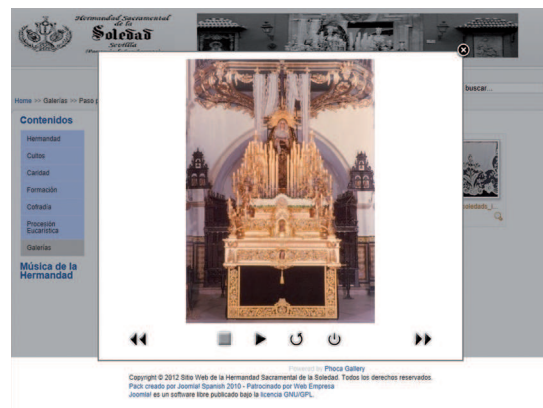 Hermandad Sacramental
de la
Soledad
Sevilla
buscar...
Home >> Galerías >> Paso
Contenidos
Hermandad
Cultos
Caridad
Formación
Cofradía
Procesión
Eucarística
Galerías
Música de la
Hermandad
Powered by Phoca Gallery
Copyright © 2012 Sitio Web de la Hermandad Sacramental de la Soledad. Todos los derechos reservados.
Pack creado por Joomla! Spanish 2010 - Patrocinado por Web Empresa
Joomla! es un software libre publicado bajo la licencia GNU/GPL.